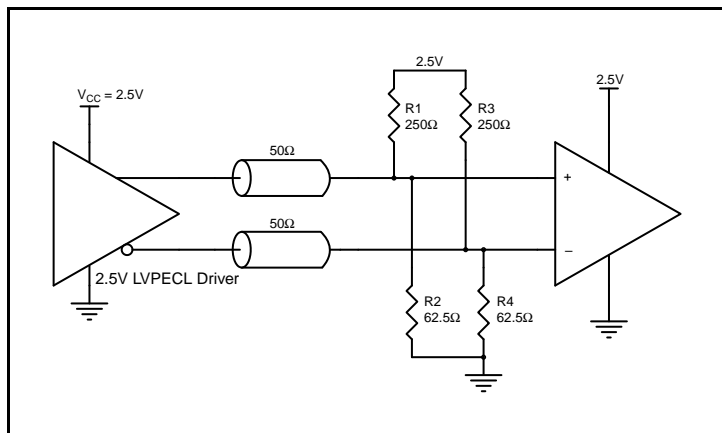 2.5V
2.5V
V_CC = 2.5V
R1
250Ω
R3
250Ω
50Ω
+
50Ω
–
2.5V LVPECL Driver
R2
62.5Ω
R4
62.5Ω